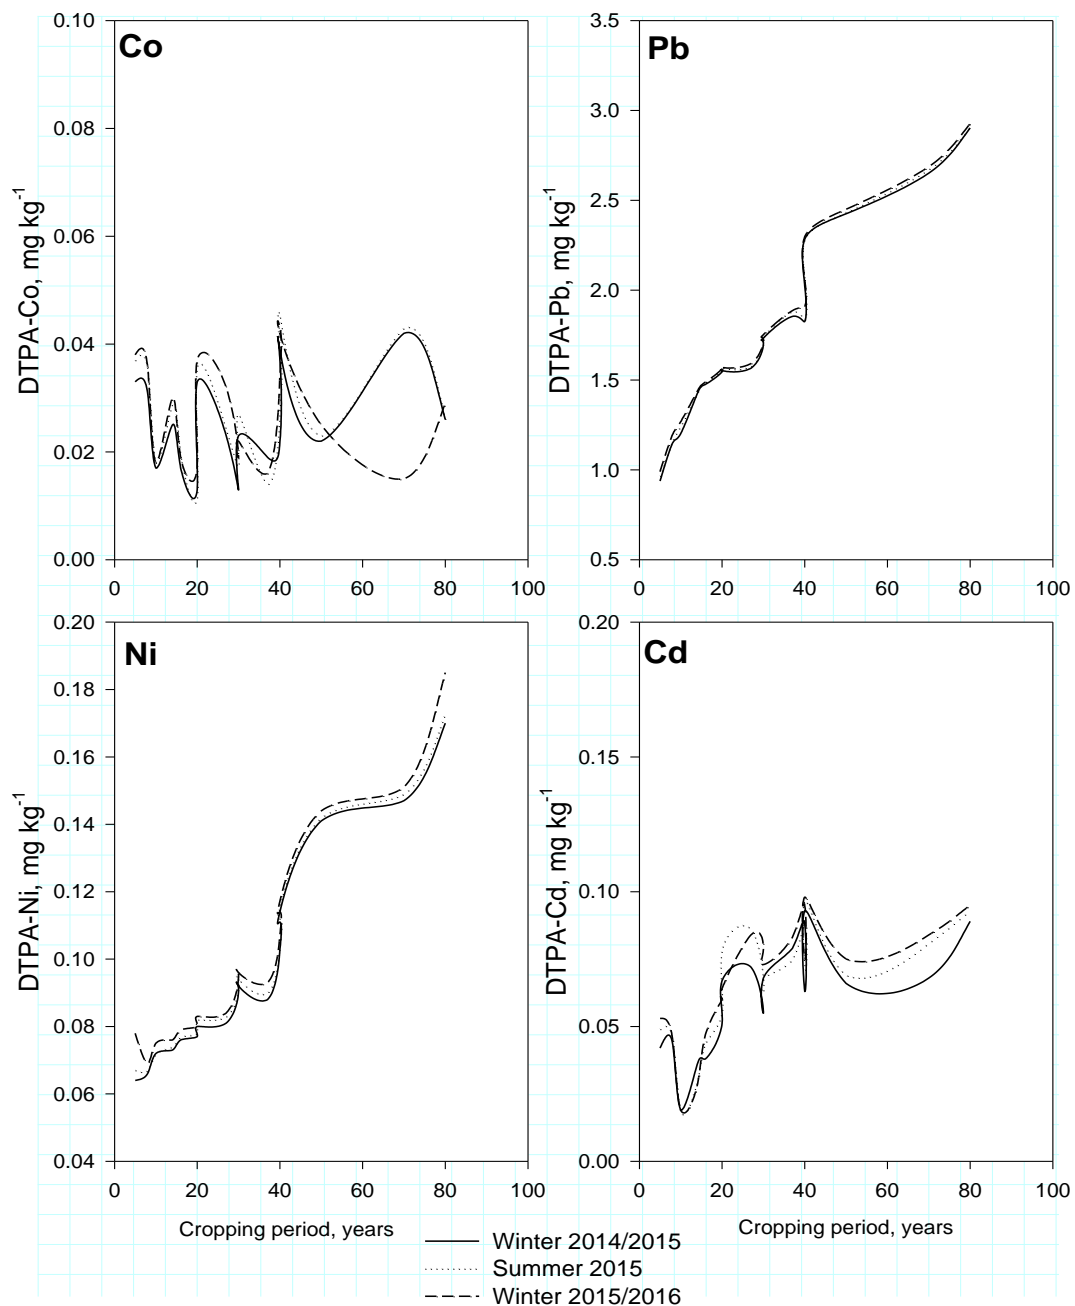 Co
DTPA-Co, mg kg⁻¹
0.10
0.08
0.06
0.04
0.02
0.00
0 20 40 60 80 100
Pb
DTPA-Pb, mg kg⁻¹
3.5
3.0
2.5
2.0
1.5
1.0
0.5
0 20 40 60 80 100
Ni
DTPA-Ni, mg kg⁻¹
0.20
0.18
0.16
0.14
0.12
0.10
0.08
0.06
0.04
0 20 40 60 80 100
Cropping period, years
Cd
DTPA-Cd, mg kg⁻¹
0.20
0.15
0.10
0.05
0.00
0 20 40 60 80 100
Cropping period, years
Winter 2014/2015
Summer 2015
Winter 2015/2016